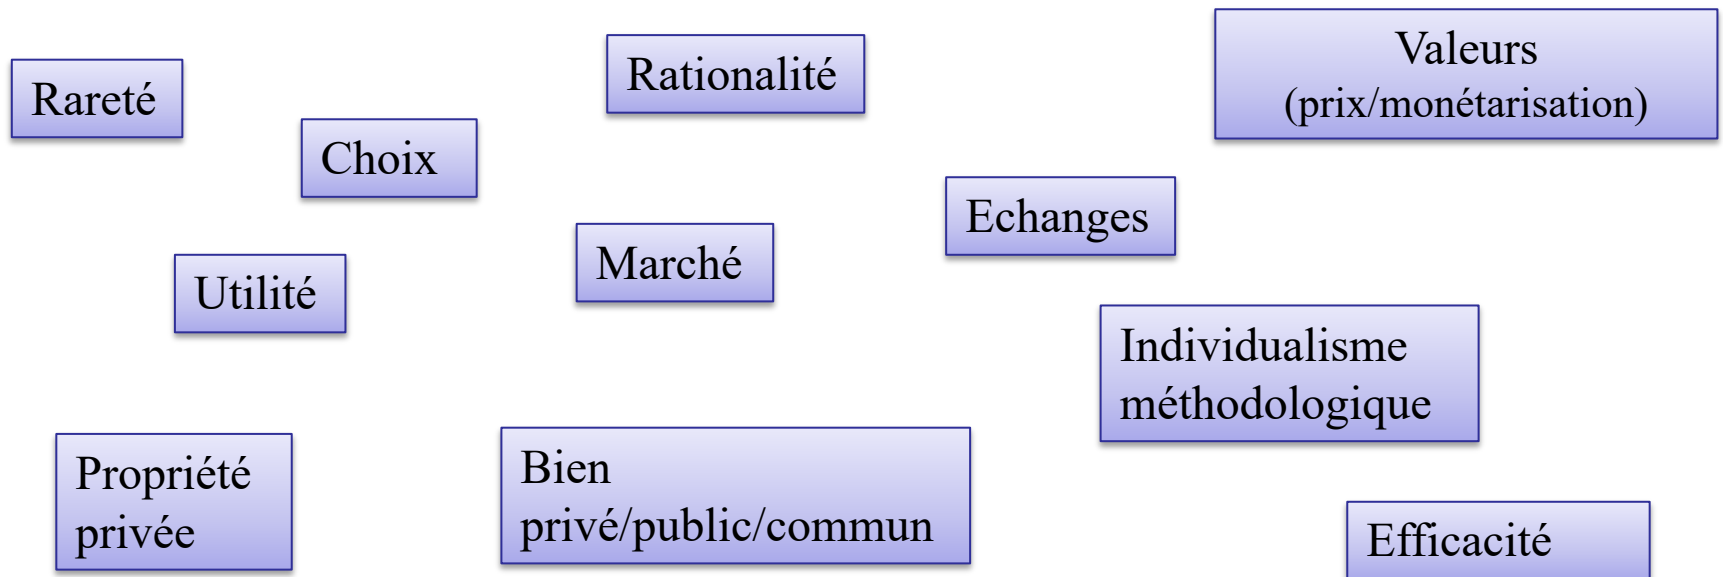 Rareté
Choix
Rationalité
Valeurs
(prix/monétarisation)
Utilité
Marché
Echanges
Individualisme
méthodologique
Propriété
privée
Bien
privé/public/commun
Efficacité